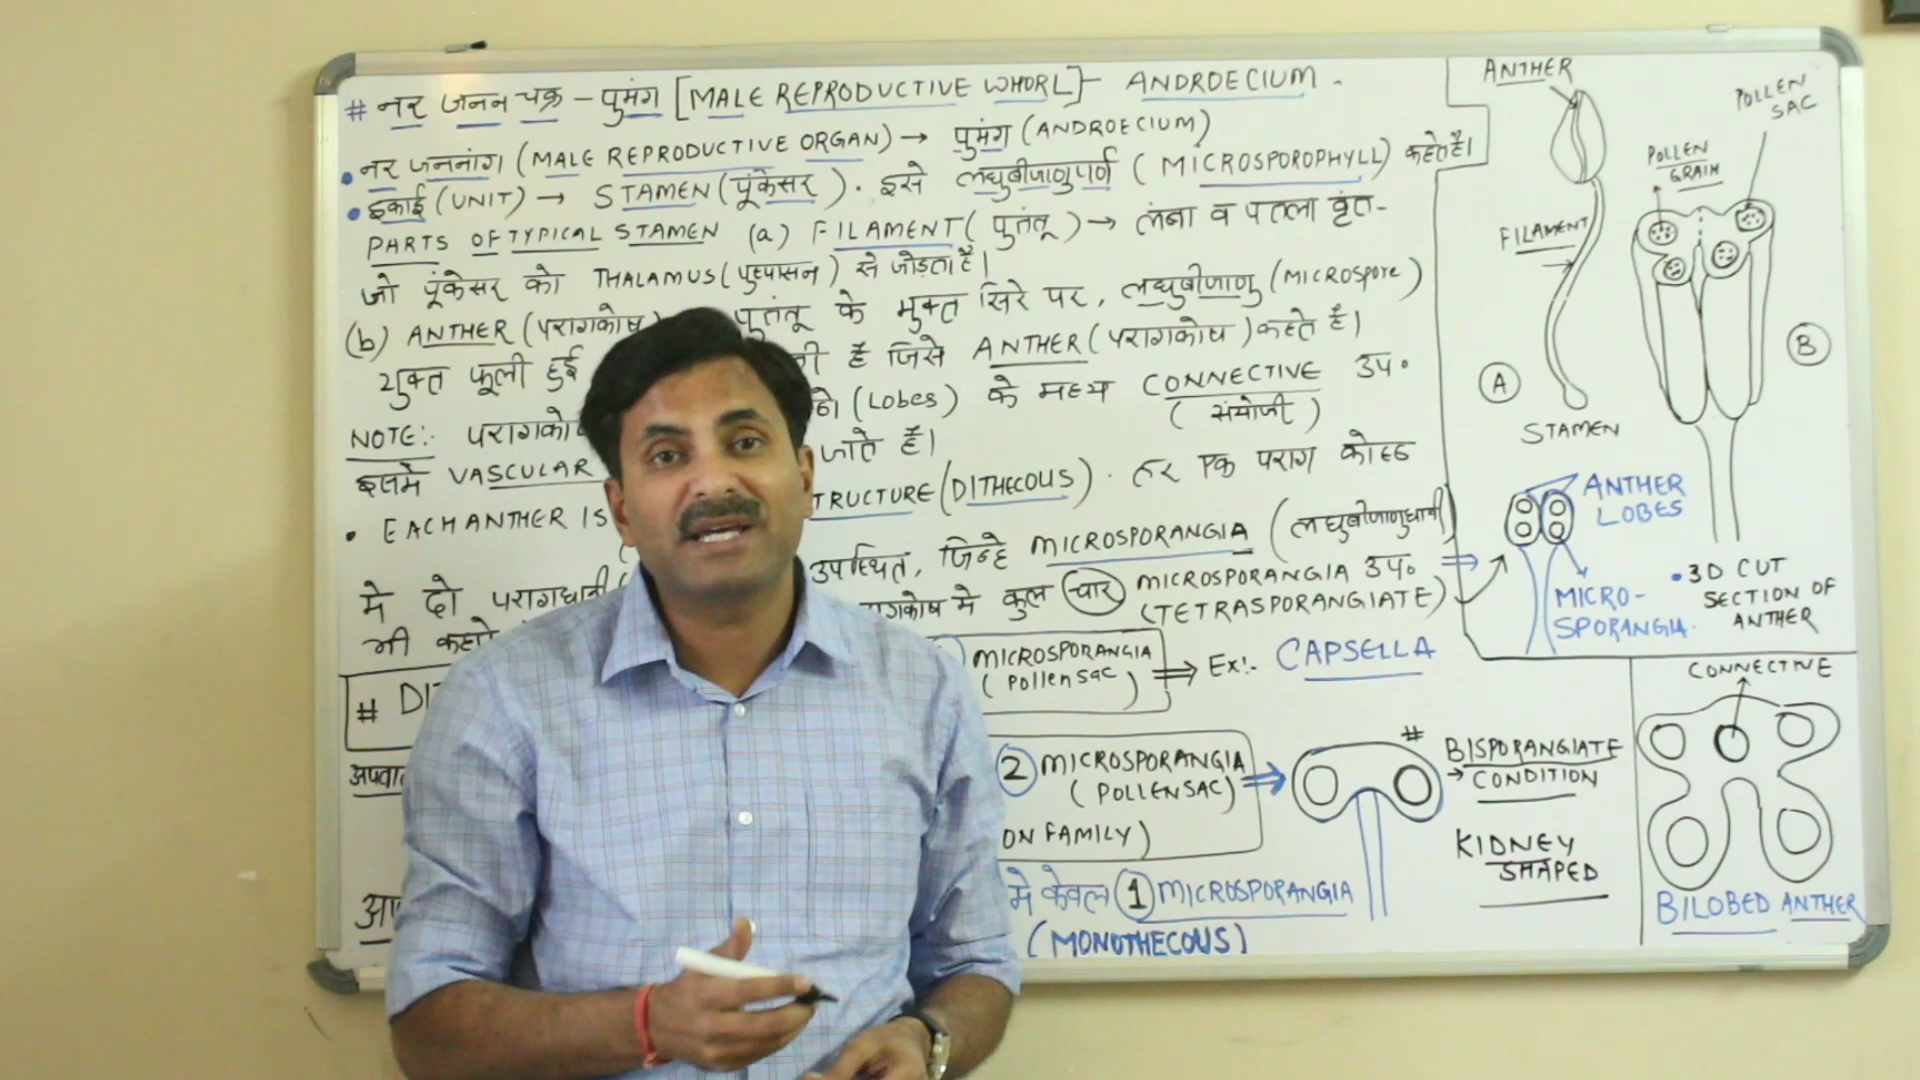 # नर जनन चक्र - पुमंग [MALE REPRODUCTIVE WHORL] - ANDROECIUM -
• नर जननांग (MALE REPRODUCTIVE ORGAN) → पुमंग (ANDROECIUM)
• इकाई (UNIT) → STAMEN (पूंकेसर). इसे लघुबीजाणुपर्ण (MICROSPOROPHYLL) कहते है।
PARTS OF TYPICAL STAMEN (a) FILAMENT (पुतंतू) → लंबा व पतला वृंत-
जो पूंकेसर को THALAMUS (पुष्पासन) से जोड़ता है।
(b) ANTHER (परागकोष पुतंतू के मुक्त सिरे पर, लघुबीजाणु (MICROSPORE)
युक्त फूली हुई है जिसे ANTHER (परागकोष) कहते है।
NOTE:- (Lobes) के मध्य CONNECTIVE उप॰
(संयोजी)
इसमे VASCULAR जाते है।
• EACH ANTHER IS STRUCTURE (DITHECOUS). हर एक पराग कोष्ठ
मे दो परागधानी उपस्थित, जिन्हे MICROSPORANGIA (लघुबीजाणुधानी)
भी कहते मे कुल चार MICROSPORANGIA उप॰
(TETRASPORANGIATE)
# MICROSPORANGIA
(Pollen sac) ⇒ Ex:- CAPSELLA
2 MICROSPORANGIA
(POLLENSAC)
ON FAMILY)
मे केवल 1 MICROSPORANGIA
(MONOTHECOUS)
#
BISPORANGIATE
→ CONDITION
KIDNEY
SHAPED
ANTHER
FILAMENT
A
STAMEN
POLLEN
SAC
POLLEN
GRAIN
B
ANTHER
LOBES
MICRO-
SPORANGIA
• 3D CUT
SECTION OF
ANTHER
CONNECTIVE
BILOBED ANTHER